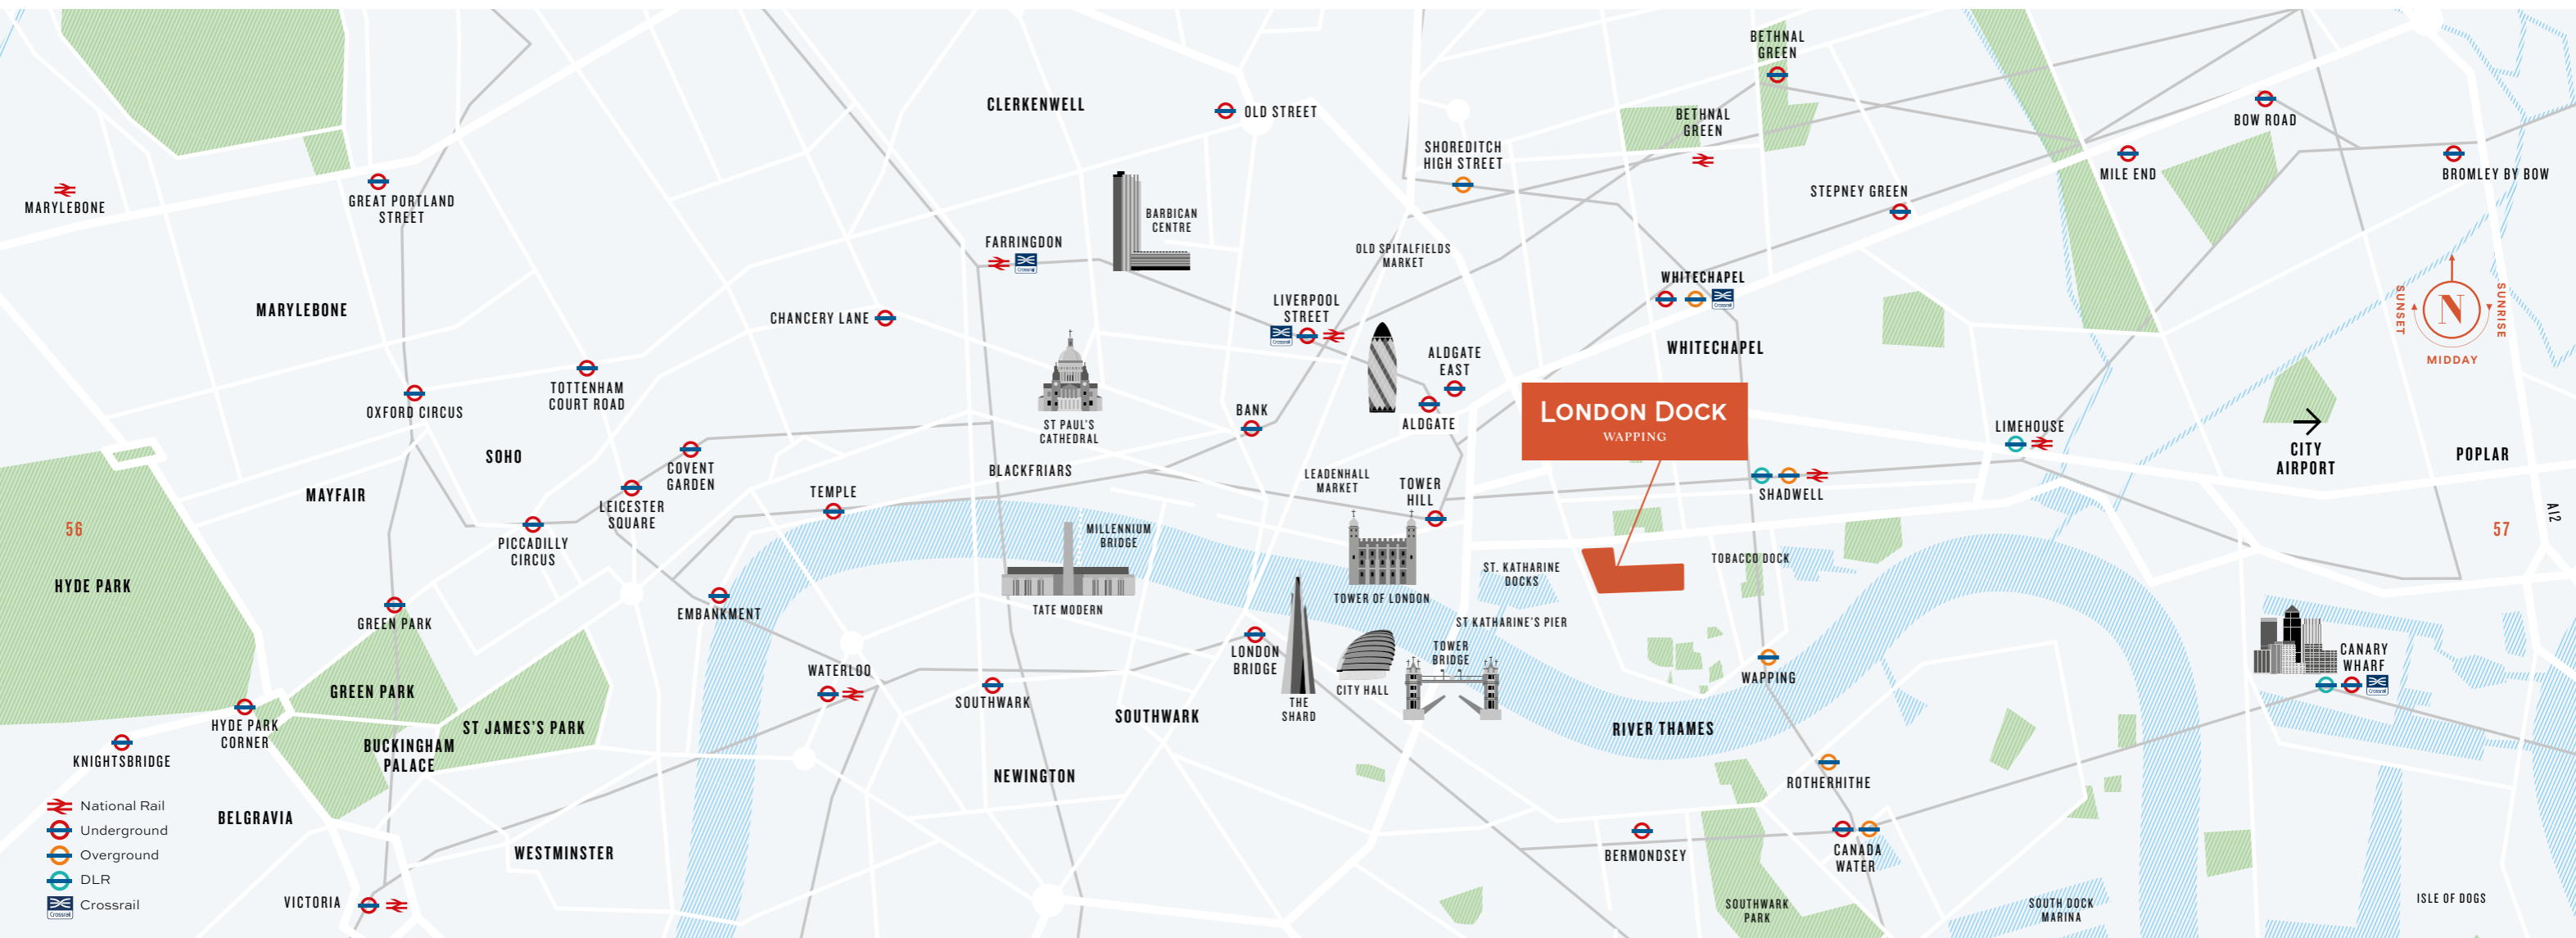 BETHNAL
GREEN
CLERKENWELL
OLD STREET
BETHNAL
GREEN
BOW ROAD
SHOREDITCH
HIGH STREET
MILE END
BROMLEY BY BOW
MARYLEBONE
GREAT PORTLAND
STREET
STEPNEY GREEN
BARBICAN
CENTRE
FARRINGDON
Crossrail
OLD SPITALFIELDS
MARKET
WHITECHAPEL
Crossrail
SUNSET
N
SUNRISE
MIDDAY
MARYLEBONE
CHANCERY LANE
LIVERPOOL
STREET
Crossrail
WHITECHAPEL
ALDGATE
EAST
TOTTENHAM
COURT ROAD
OXFORD CIRCUS
BANK
ALDGATE
LONDON DOCK
WAPPING
ST PAUL'S
CATHEDRAL
LIMEHOUSE
CITY
AIRPORT
POPLAR
SOHO
COVENT
GARDEN
BLACKFRIARS
LEADENHALL
MARKET
TOWER
HILL
SHADWELL
MAYFAIR
LEICESTER
SQUARE
TEMPLE
A12
56
PICCADILLY
CIRCUS
MILLENNIUM
BRIDGE
57
HYDE PARK
ST. KATHARINE
DOCKS
TOBACCO DOCK
EMBANKMENT
TATE MODERN
TOWER OF LONDON
GREEN PARK
ST KATHARINE'S PIER
LONDON
BRIDGE
TOWER
BRIDGE
CANARY
WHARF
Crossrail
WATERLOO
WAPPING
GREEN PARK
SOUTHWARK
CITY HALL
THE
SHARD
HYDE PARK
CORNER
ST JAMES'S PARK
SOUTHWARK
RIVER THAMES
BUCKINGHAM
PALACE
KNIGHTSBRIDGE
NEWINGTON
ROTHERHITHE
National Rail
BELGRAVIA
Underground
WESTMINSTER
Overground
BERMONDSEY
CANADA
WATER
DLR
Crossrail
Crossrail
VICTORIA
SOUTHWARK
PARK
SOUTH DOCK
MARINA
ISLE OF DOGS